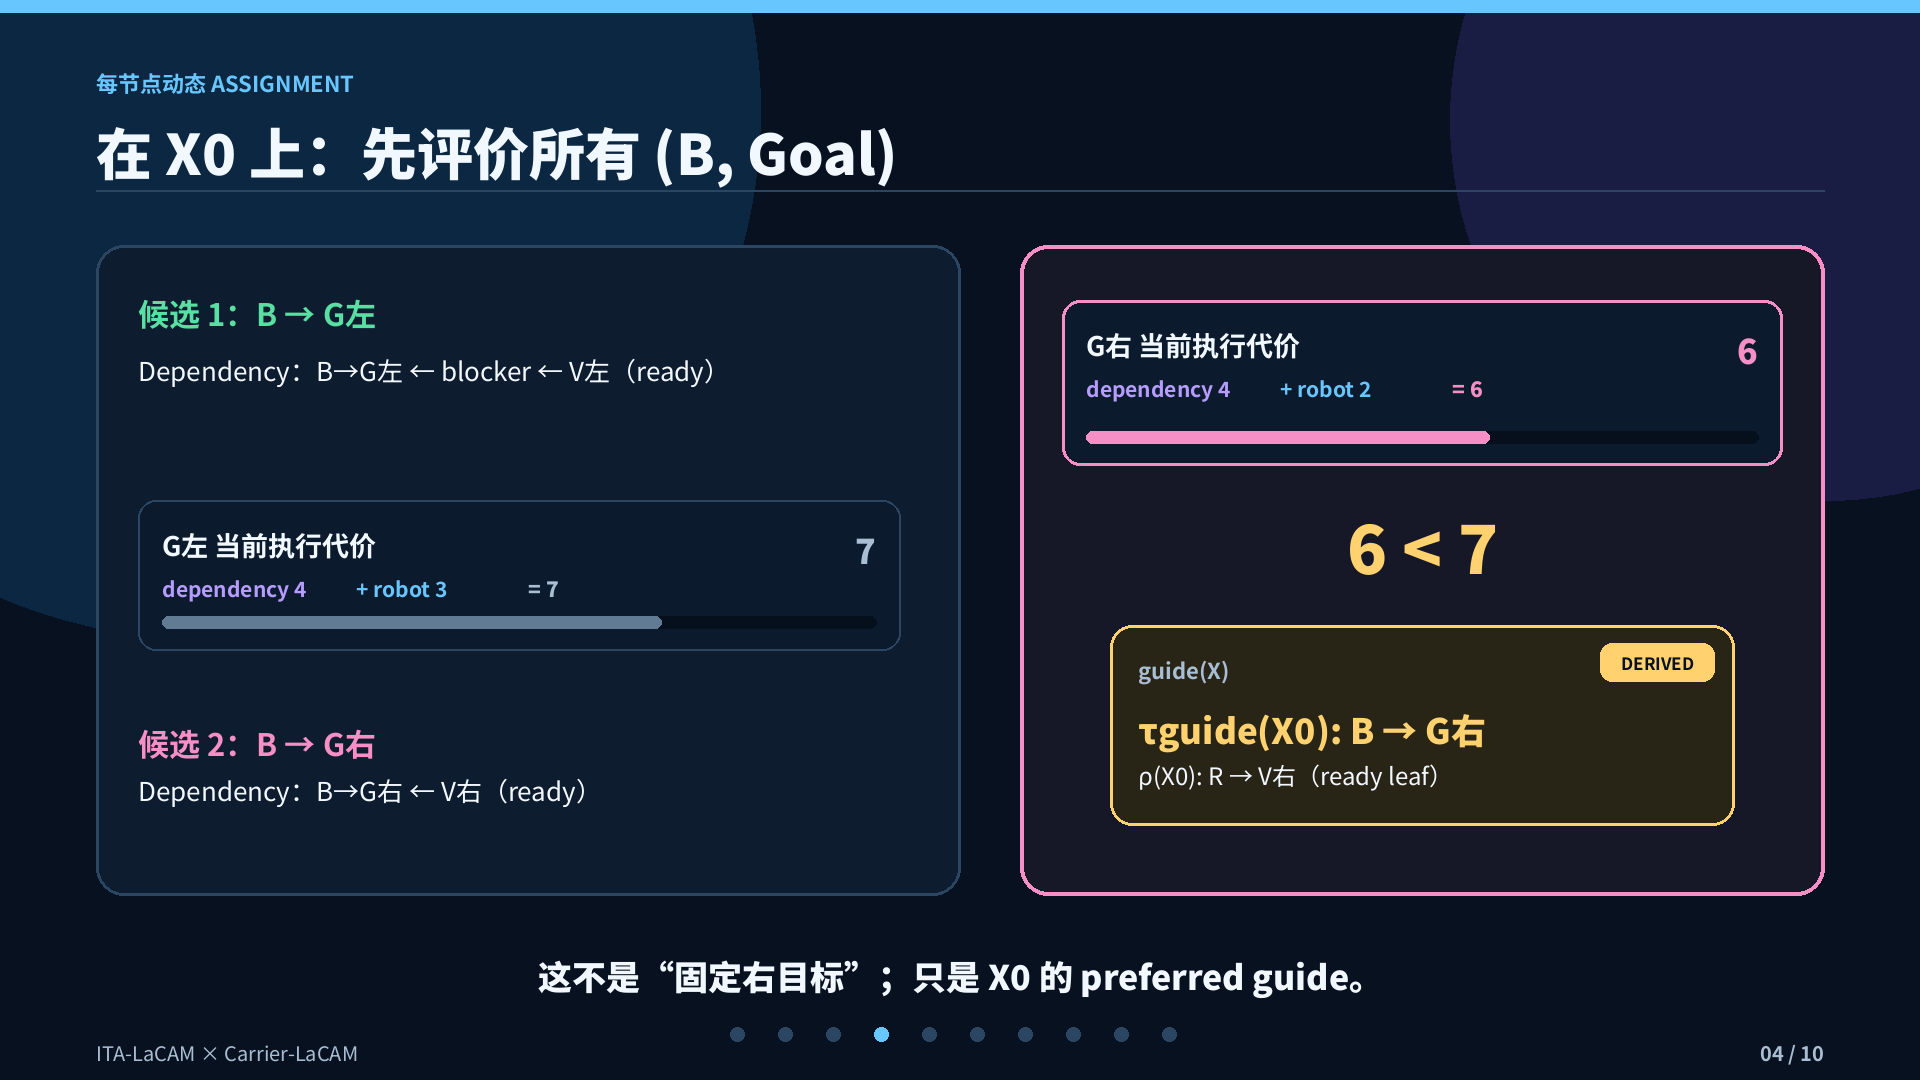 每节点动态 ASSIGNMENT
在 X0 上：先评价所有 (B, Goal)
候选 1：B → G左
Dependency：B→G左 ← blocker ← V左（ready）
G左 当前执行代价
7
dependency 4 + robot 3 = 7
候选 2：B → G右
Dependency：B→G右 ← V右（ready）
G右 当前执行代价
6
dependency 4 + robot 2 = 6
6 < 7
guide(X)
DERIVED
τguide(X0): B → G右
ρ(X0): R → V右（ready leaf）
这不是“固定右目标”；只是 X0 的 preferred guide。
ITA-LaCAM × Carrier-LaCAM
04 / 10